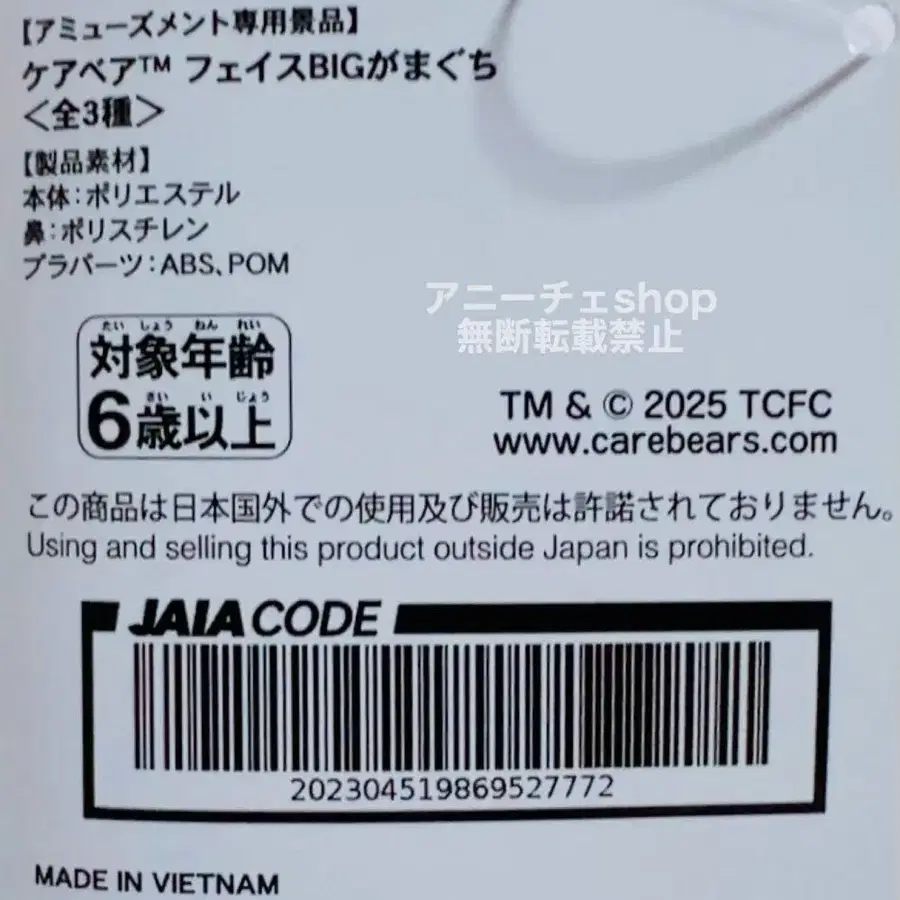 【アミューズメント専用景品】
ケアベア™ フェイスBIGがまぐち
＜全3種＞
【製品素材】
本体：ポリエステル
鼻：ポリスチレン
プラパーツ：ABS、POM
アニーチェshop
無断転載禁止
たい しょう ねん れい
対象年齢
さい い じょう
6歳以上
TM & © 2025 TCFC
www.carebears.com
この商品は日本国外での使用及び販売は許諾されておりません。
Using and selling this product outside Japan is prohibited.
JAIA CODE
202304519869527772
MADE IN VIETNAM